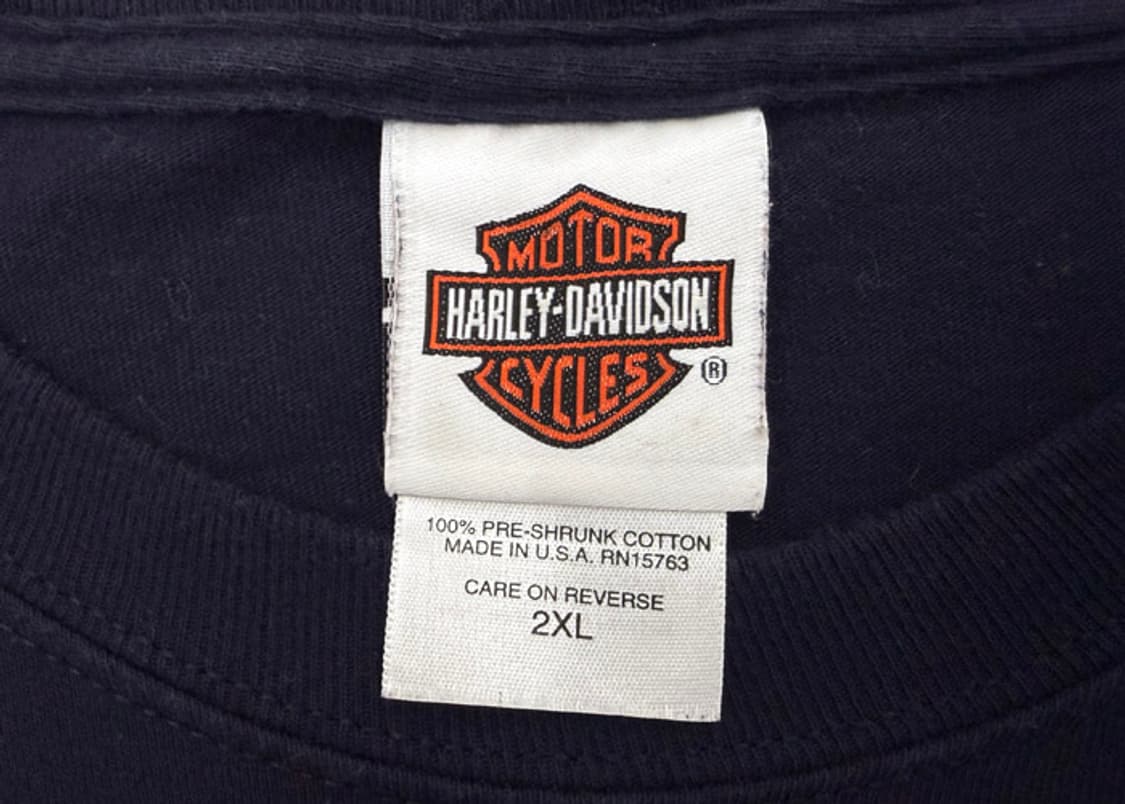 MOTOR
HARLEY-DAVIDSON
CYCLES
®
100% PRE-SHRUNK COTTON
MADE IN U.S.A. RN15763
CARE ON REVERSE
2XL